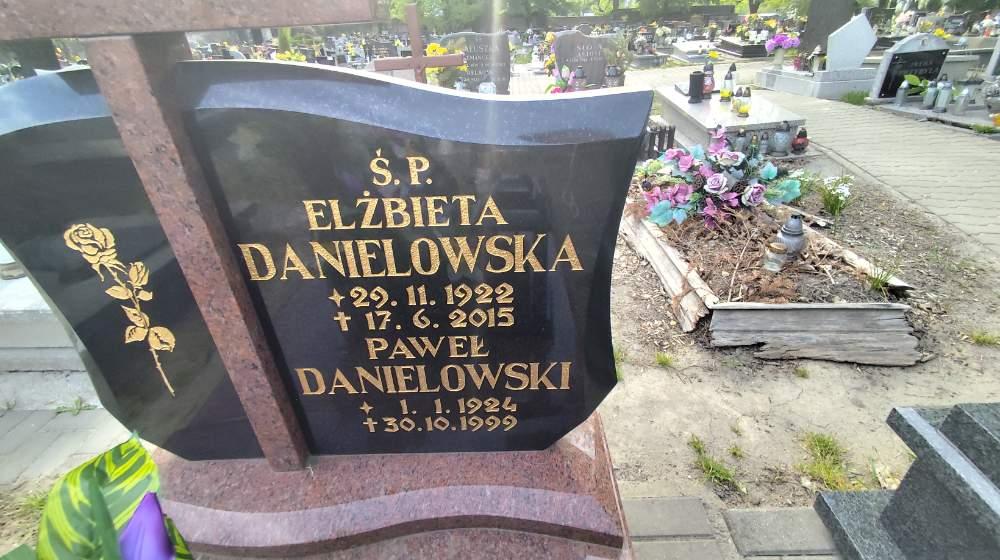 Ś. P.
ELŻBIETA
DANIELOWSKA
29. 11. 1922
† 17. 6. 2015
PAWEŁ
DANIELOWSKI
1. 1. 1924
† 30.10.1999